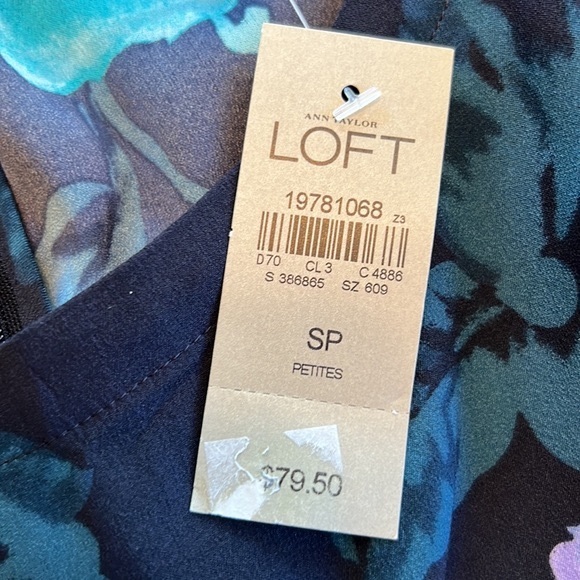 ANN TAYLOR
LOFT
19781068 Z3
D70 CL 3 C 4886
S 386865 SZ 609
SP
PETITES
$79.50